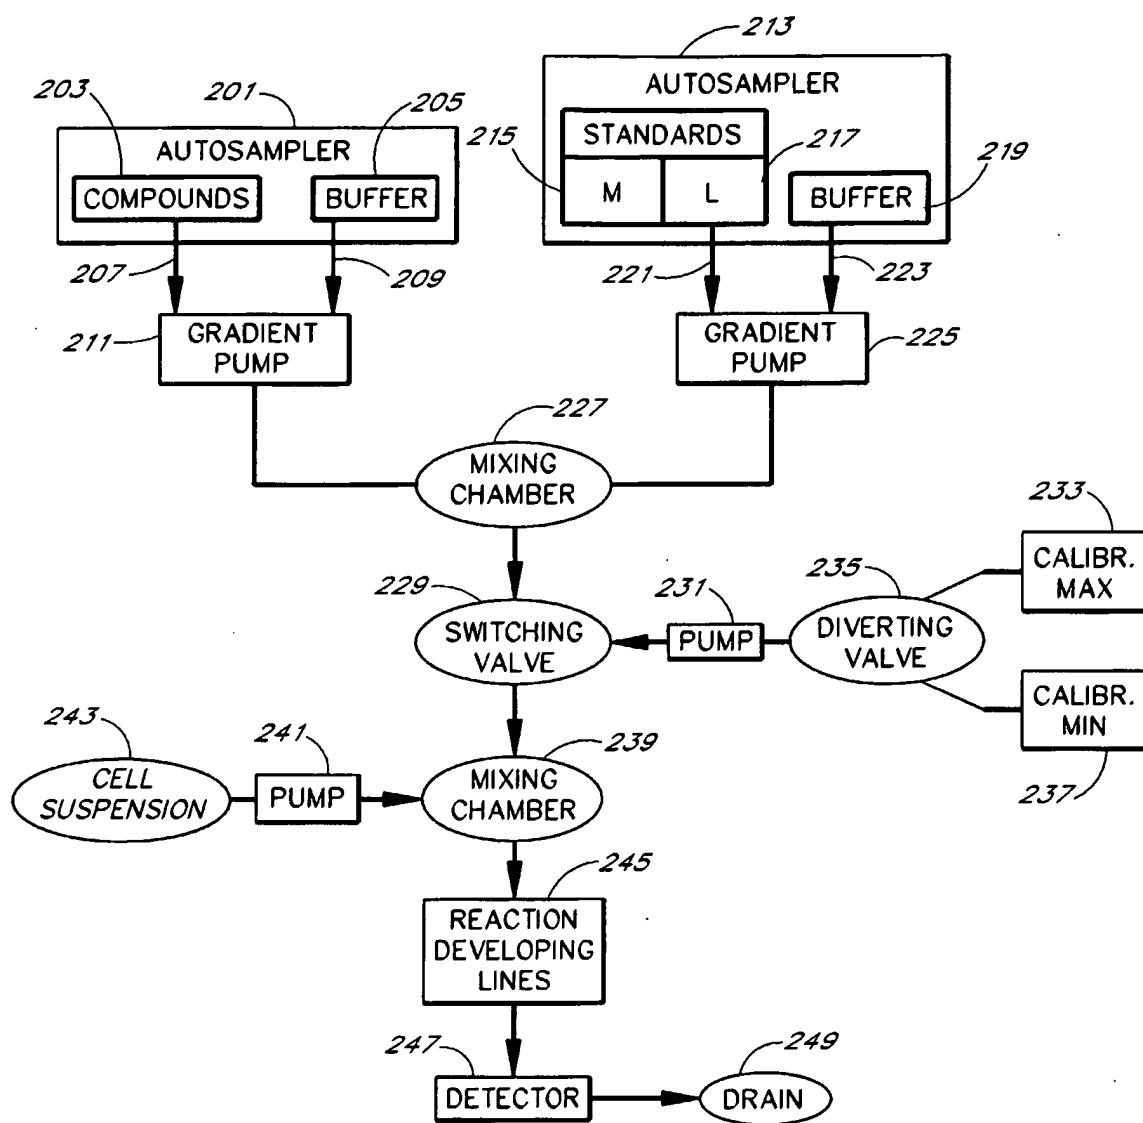 213
203
201
205
AUTOSAMPLER
AUTOSAMPLER
215
STANDARDS
217
219
COMPOUNDS
BUFFER
M
L
BUFFER
207
209
221
223
211
GRADIENT
PUMP
GRADIENT
PUMP
225
227
MIXING
CHAMBER
233
229
231
235
CALIBR.
MAX
SWITCHING
VALVE
PUMP
DIVERTING
VALVE
243
241
239
CALIBR.
MIN
CELL
SUSPENSION
PUMP
MIXING
CHAMBER
237
245
REACTION
DEVELOPING
LINES
247
249
DETECTOR
DRAIN